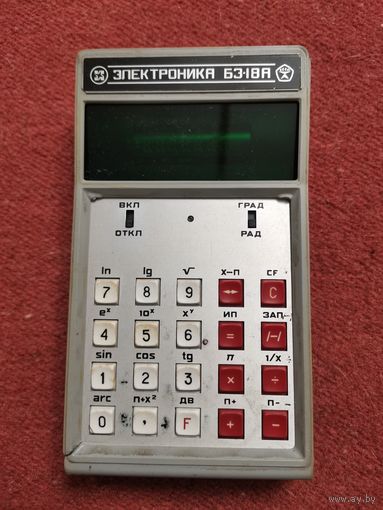 ЭЛЕКТРОНИКА Б3-18А
ВКЛ ГРАД
ОТКЛ РАД
ln lg √ X-П CF
7 8 9 ◄► C
eˣ 10ˣ xʸ ИП ЗАП
4 5 6 = /-/
sin cos tg π 1/X
1 2 3 × ÷
arc П+X² ДВ П+ П-
0 , F + −
www.ay.by